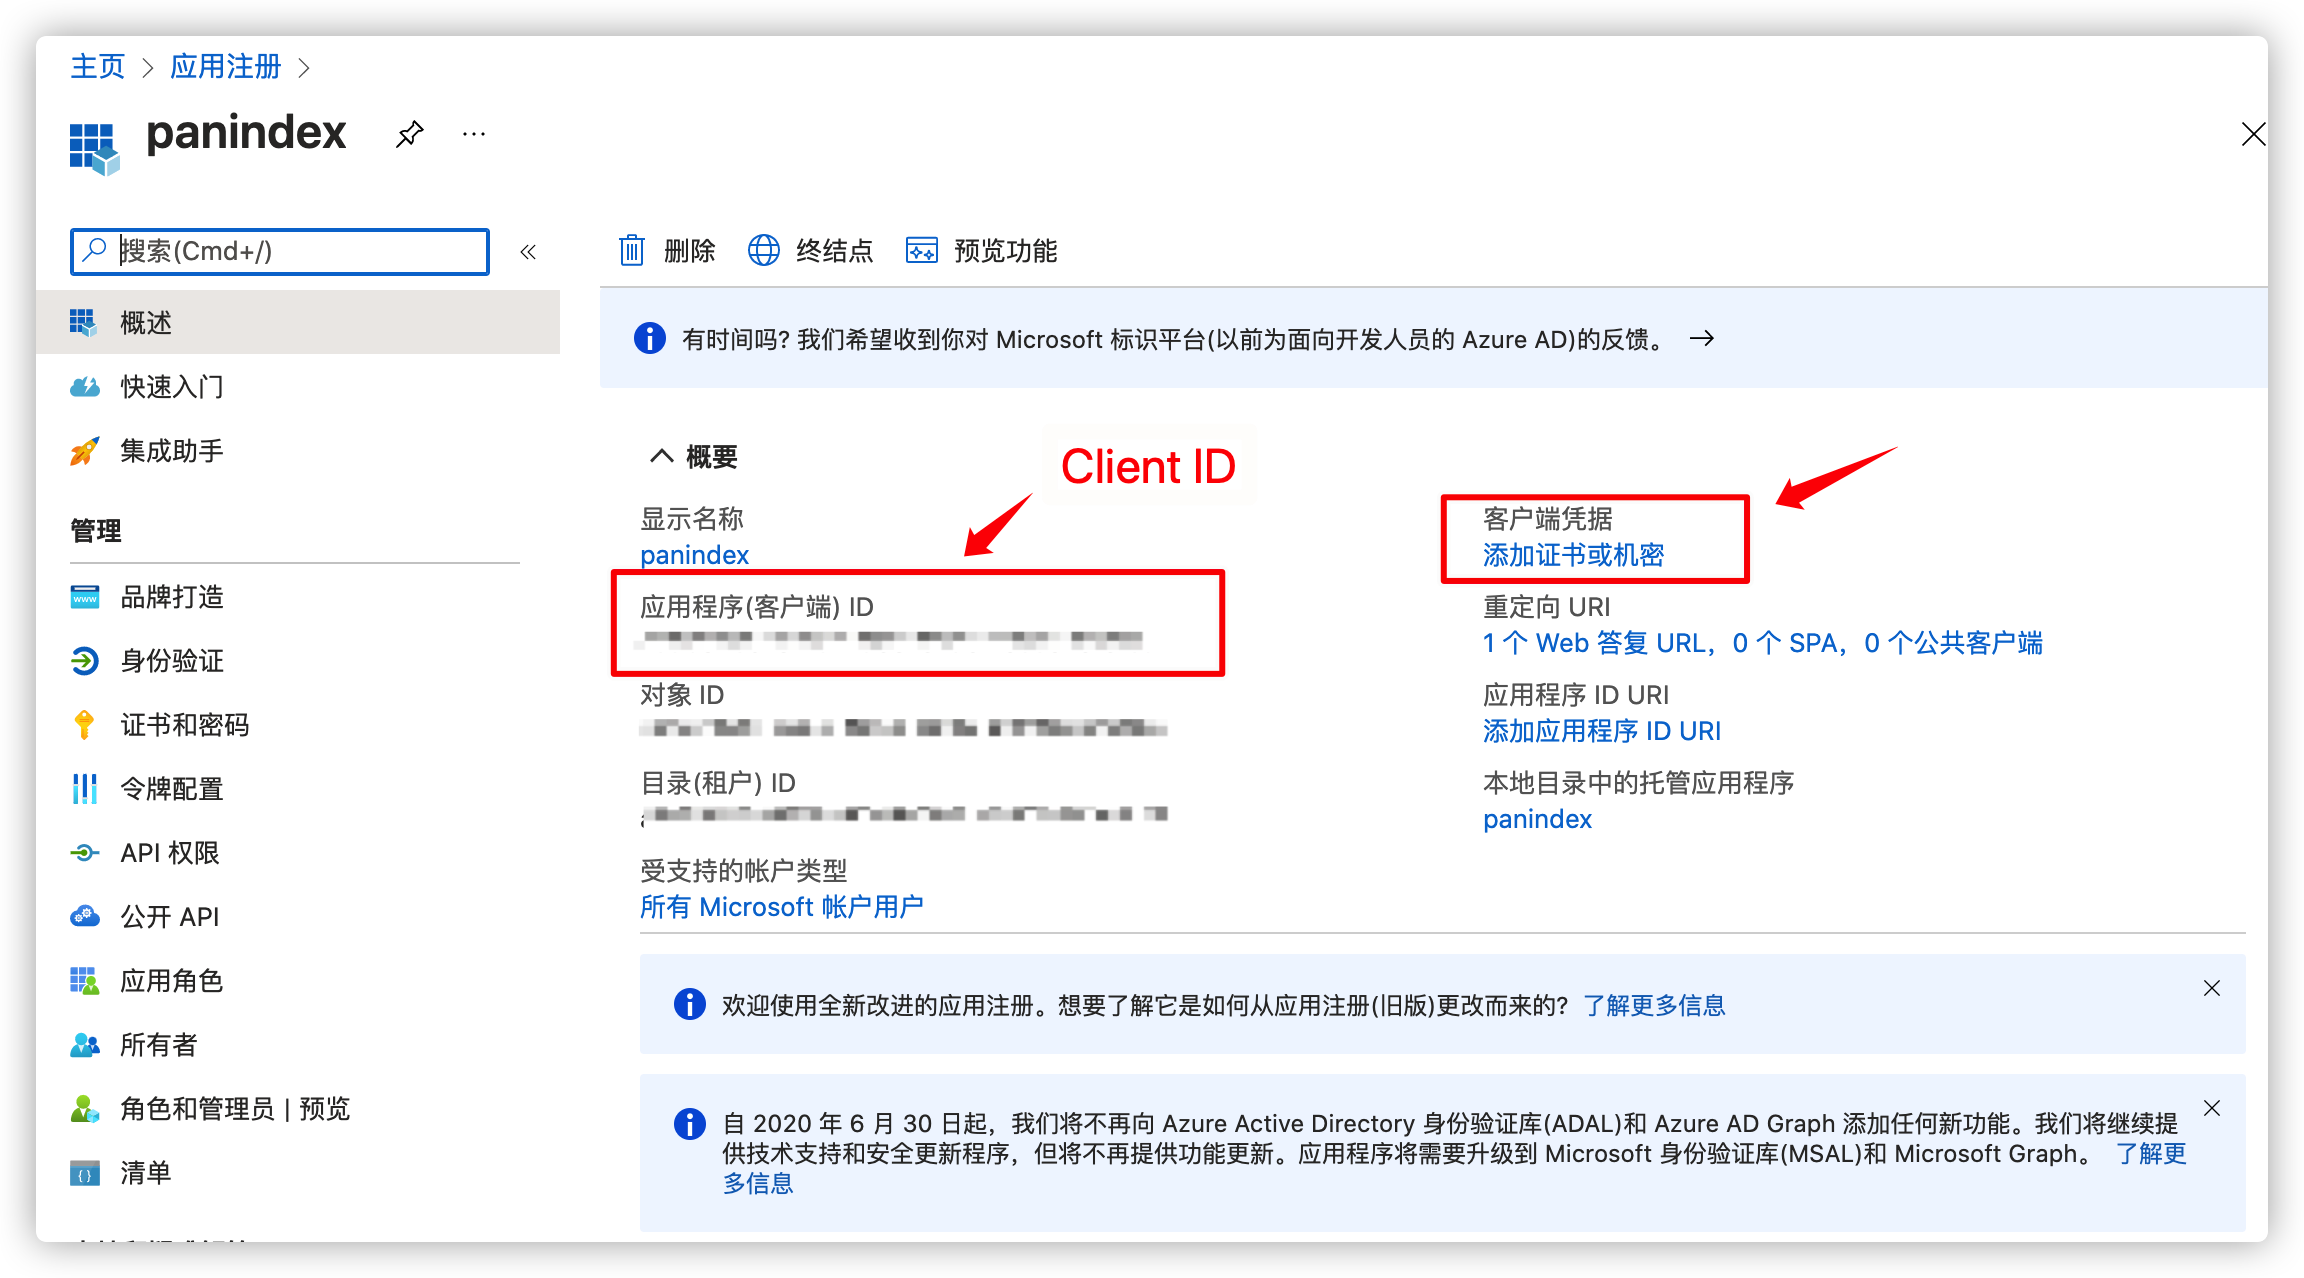 主页 > 应用注册 >
panindex
搜索(Cmd+/)
概述
快速入门
集成助手
管理
品牌打造
身份验证
证书和密码
令牌配置
API 权限
公开 API
应用角色
所有者
角色和管理员 | 预览
清单
删除 终结点 预览功能
有时间吗? 我们希望收到你对 Microsoft 标识平台(以前为面向开发人员的 Azure AD)的反馈。 →
概要
Client ID
显示名称
panindex
应用程序(客户端) ID
对象 ID
目录(租户) ID
受支持的帐户类型
所有 Microsoft 帐户用户
客户端凭据
添加证书或机密
重定向 URI
1 个 Web 答复 URL，0 个 SPA，0 个公共客户端
应用程序 ID URI
添加应用程序 ID URI
本地目录中的托管应用程序
panindex
欢迎使用全新改进的应用注册。想要了解它是如何从应用注册(旧版)更改而来的? 了解更多信息
自 2020 年 6 月 30 日起，我们将不再向 Azure Active Directory 身份验证库(ADAL)和 Azure AD Graph 添加任何新功能。我们将继续提
供技术支持和安全更新程序，但将不再提供功能更新。应用程序将需要升级到 Microsoft 身份验证库(MSAL)和 Microsoft Graph。 了解更
多信息